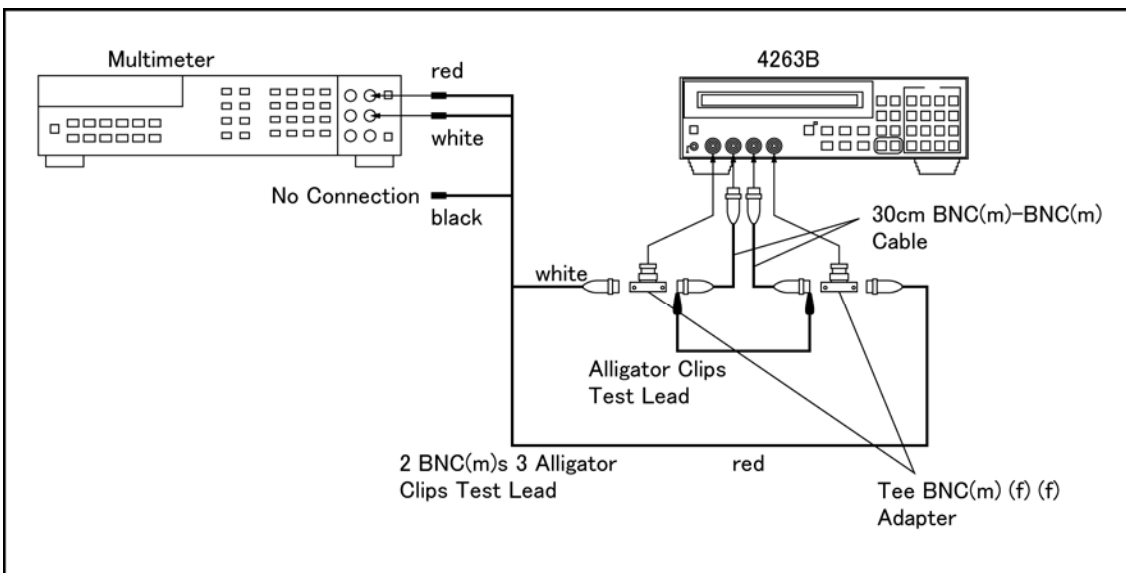 Multimeter
4263B
red
white
No Connection
black
30cm BNC(m)-BNC(m)
Cable
white
Alligator Clips
Test Lead
2 BNC(m)s 3 Alligator
Clips Test Lead
red
Tee BNC(m) (f) (f)
Adapter